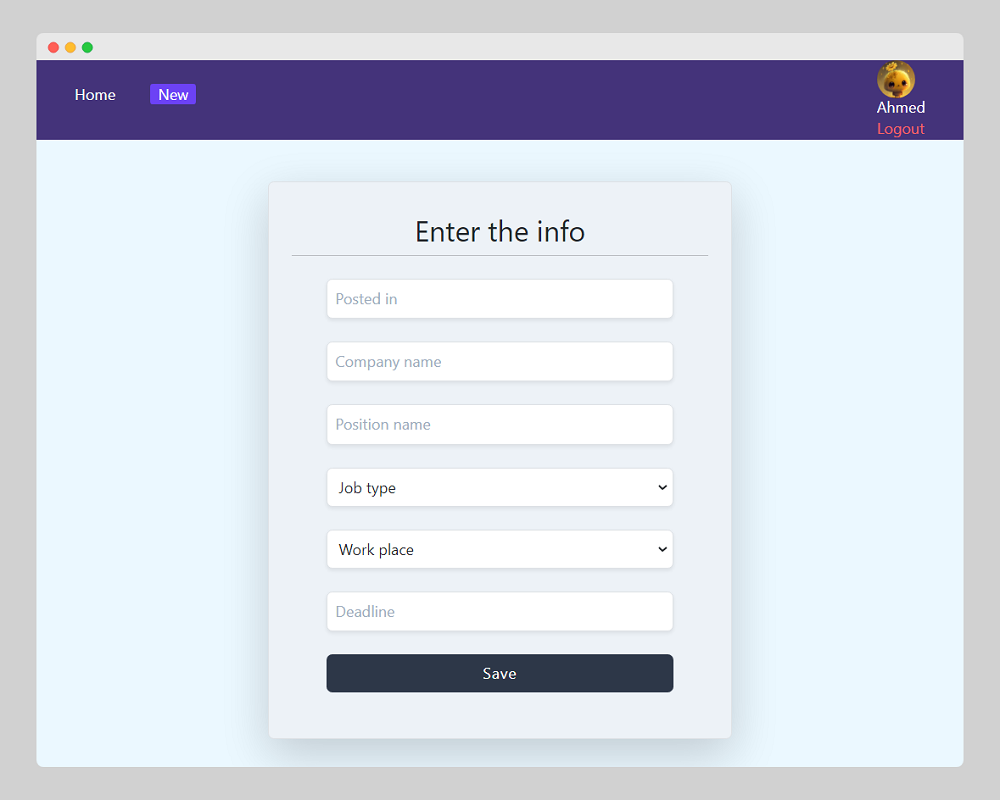 Home
New
Ahmed
Logout
Enter the info
Posted in
Company name
Position name
Job type
Work place
Deadline
Save